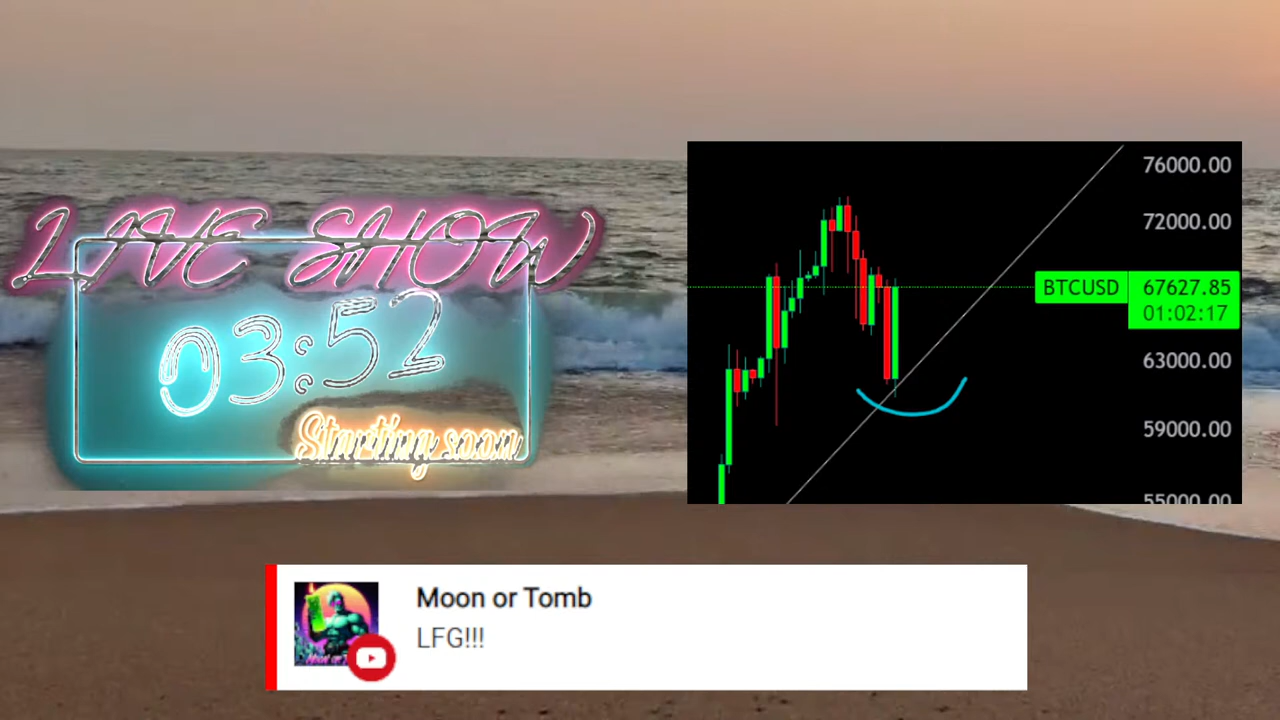 LIVE SHOW
03:52
Starting soon
76000.00
72000.00
BTCUSD 67627.85
01:02:17
63000.00
59000.00
55000.00
Moon or Tomb
LFG!!!